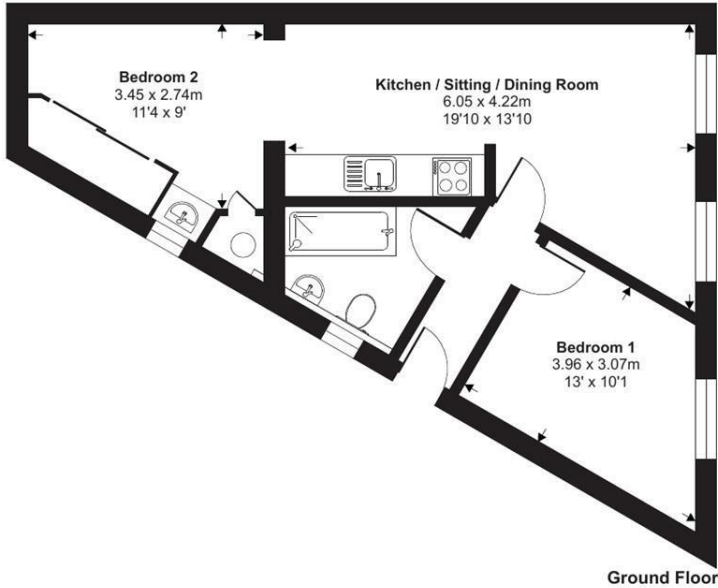 Bedroom 2
3.45 x 2.74m
11'4 x 9'
Kitchen / Sitting / Dining Room
6.05 x 4.22m
19'10 x 13'10
Bedroom 1
3.96 x 3.07m
13' x 10'1
Ground Floor